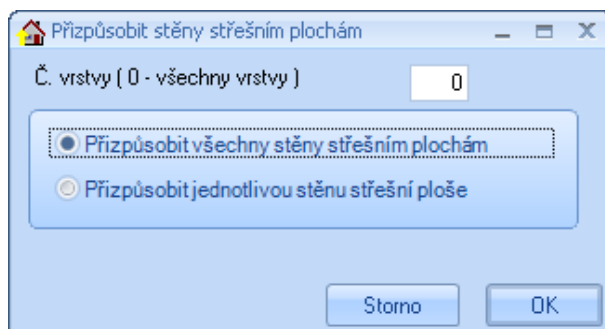 Přizpůsobit stěny střešním plochám
Č. vrstvy ( 0 - všechny vrstvy ) 0
Přizpůsobit všechny stěny střešním plochám
Přizpůsobit jednotlivou stěnu střešní ploše
Storno OK